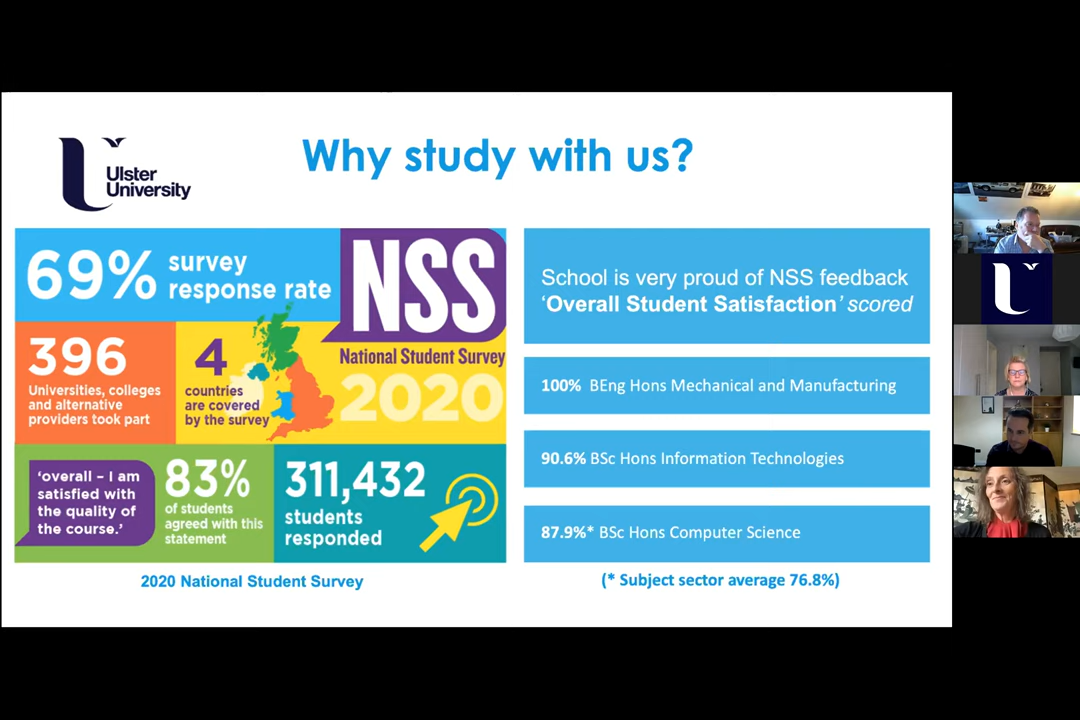 Why study with us?
Ulster
University
69% survey
response rate
NSS
National Student Survey
2020
396
Universities, colleges
and alternative
providers took part
4
countries
are covered
by the survey
'overall – I am
satisfied with
the quality of
the course.'
83%
of students
agreed with this
statement
311,432
students
responded
2020 National Student Survey
School is very proud of NSS feedback
'Overall Student Satisfaction' scored
100% BEng Hons Mechanical and Manufacturing
90.6% BSc Hons Information Technologies
87.9%* BSc Hons Computer Science
(* Subject sector average 76.8%)